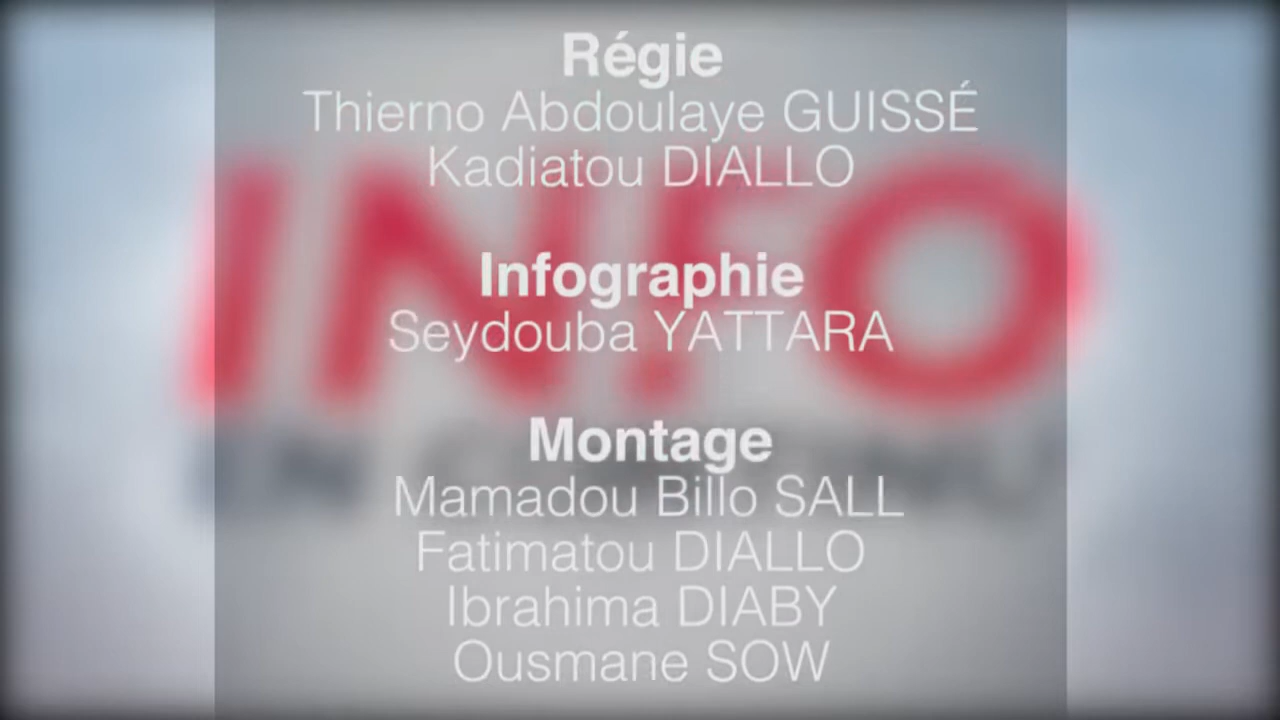 Régie
Thierno Abdoulaye GUISSÉ
Kadiatou DIALLO
INFO
Infographie
Seydouba YATTARA
Montage
Mamadou Billo SALL
Fatimatou DIALLO
Ibrahima DIABY
Ousmane SOW